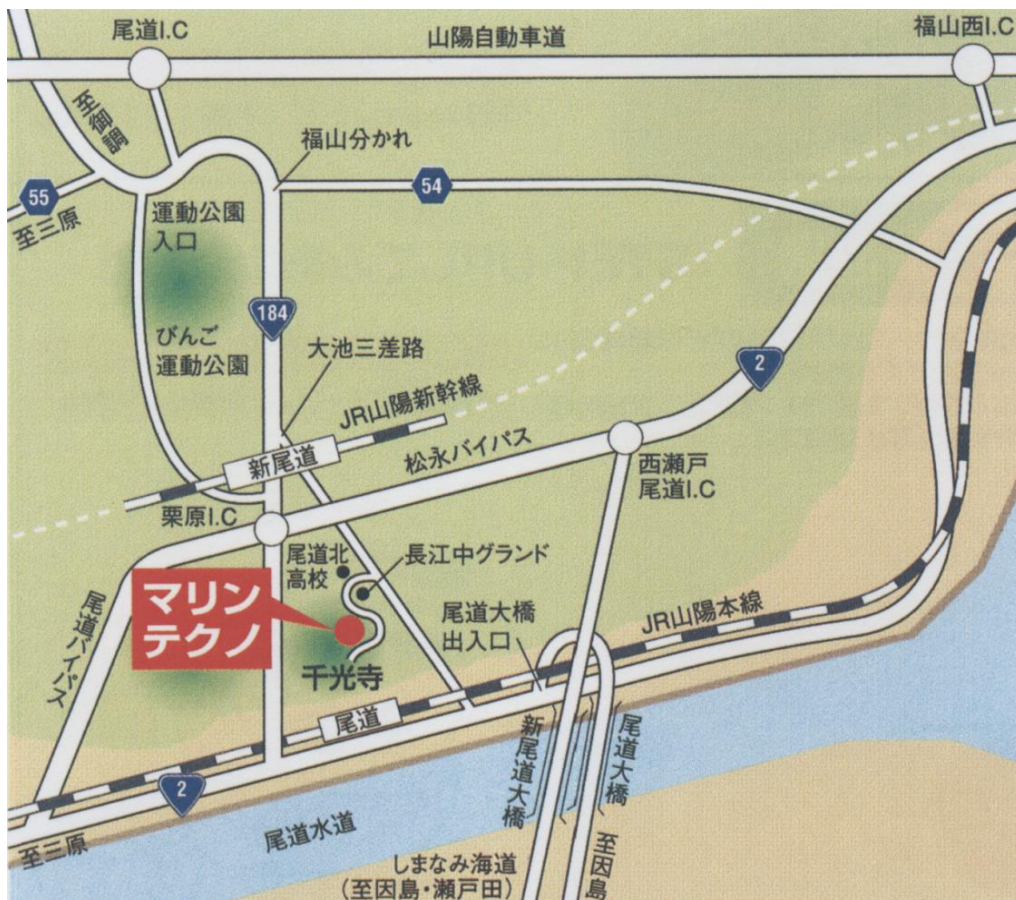 尾道I.C
山陽自動車道
福山西I.C
至御調
福山分かれ
55
54
至三原
運動公園
入口
184
びんご
運動公園
大池三差路
2
JR山陽新幹線
新尾道
松永バイパス
西瀬戸
尾道I.C
栗原I.C
尾道北
高校
長江中グランド
マリン
テクノ
尾道バイパス
尾道大橋
出入口
JR山陽本線
千光寺
尾道
新尾道大橋
尾道大橋
2
尾道水道
至三原
しまなみ海道
(至因島・瀬戸田)
至因島